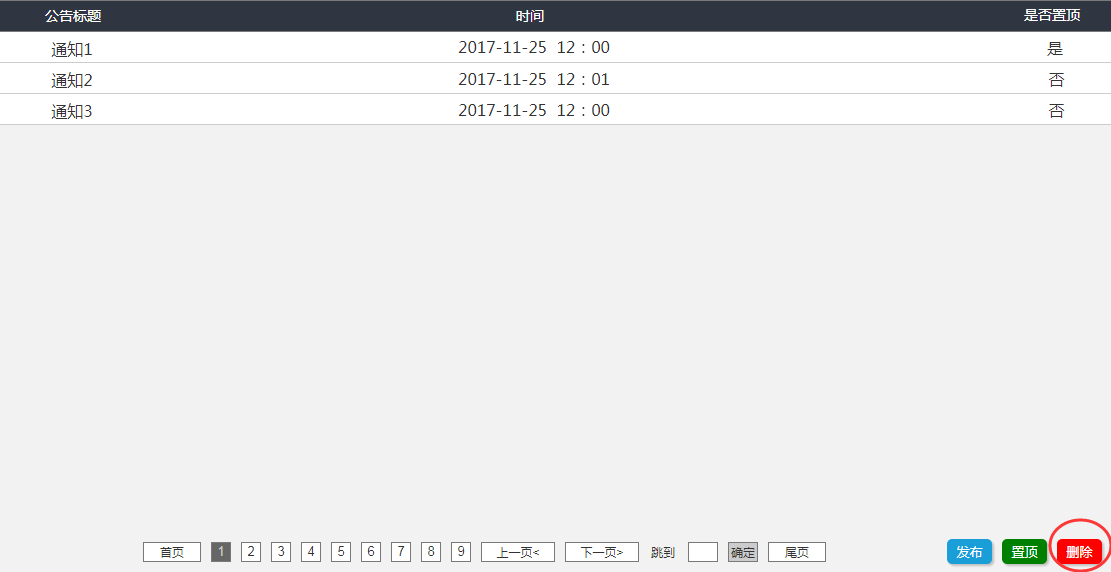 公告标题 时间 是否置顶
通知1 2017-11-25 12：00 是
通知2 2017-11-25 12：01 否
通知3 2017-11-25 12：00 否
首页 1 2 3 4 5 6 7 8 9 上一页< 下一页> 跳到 确定 尾页 发布 置顶 删除